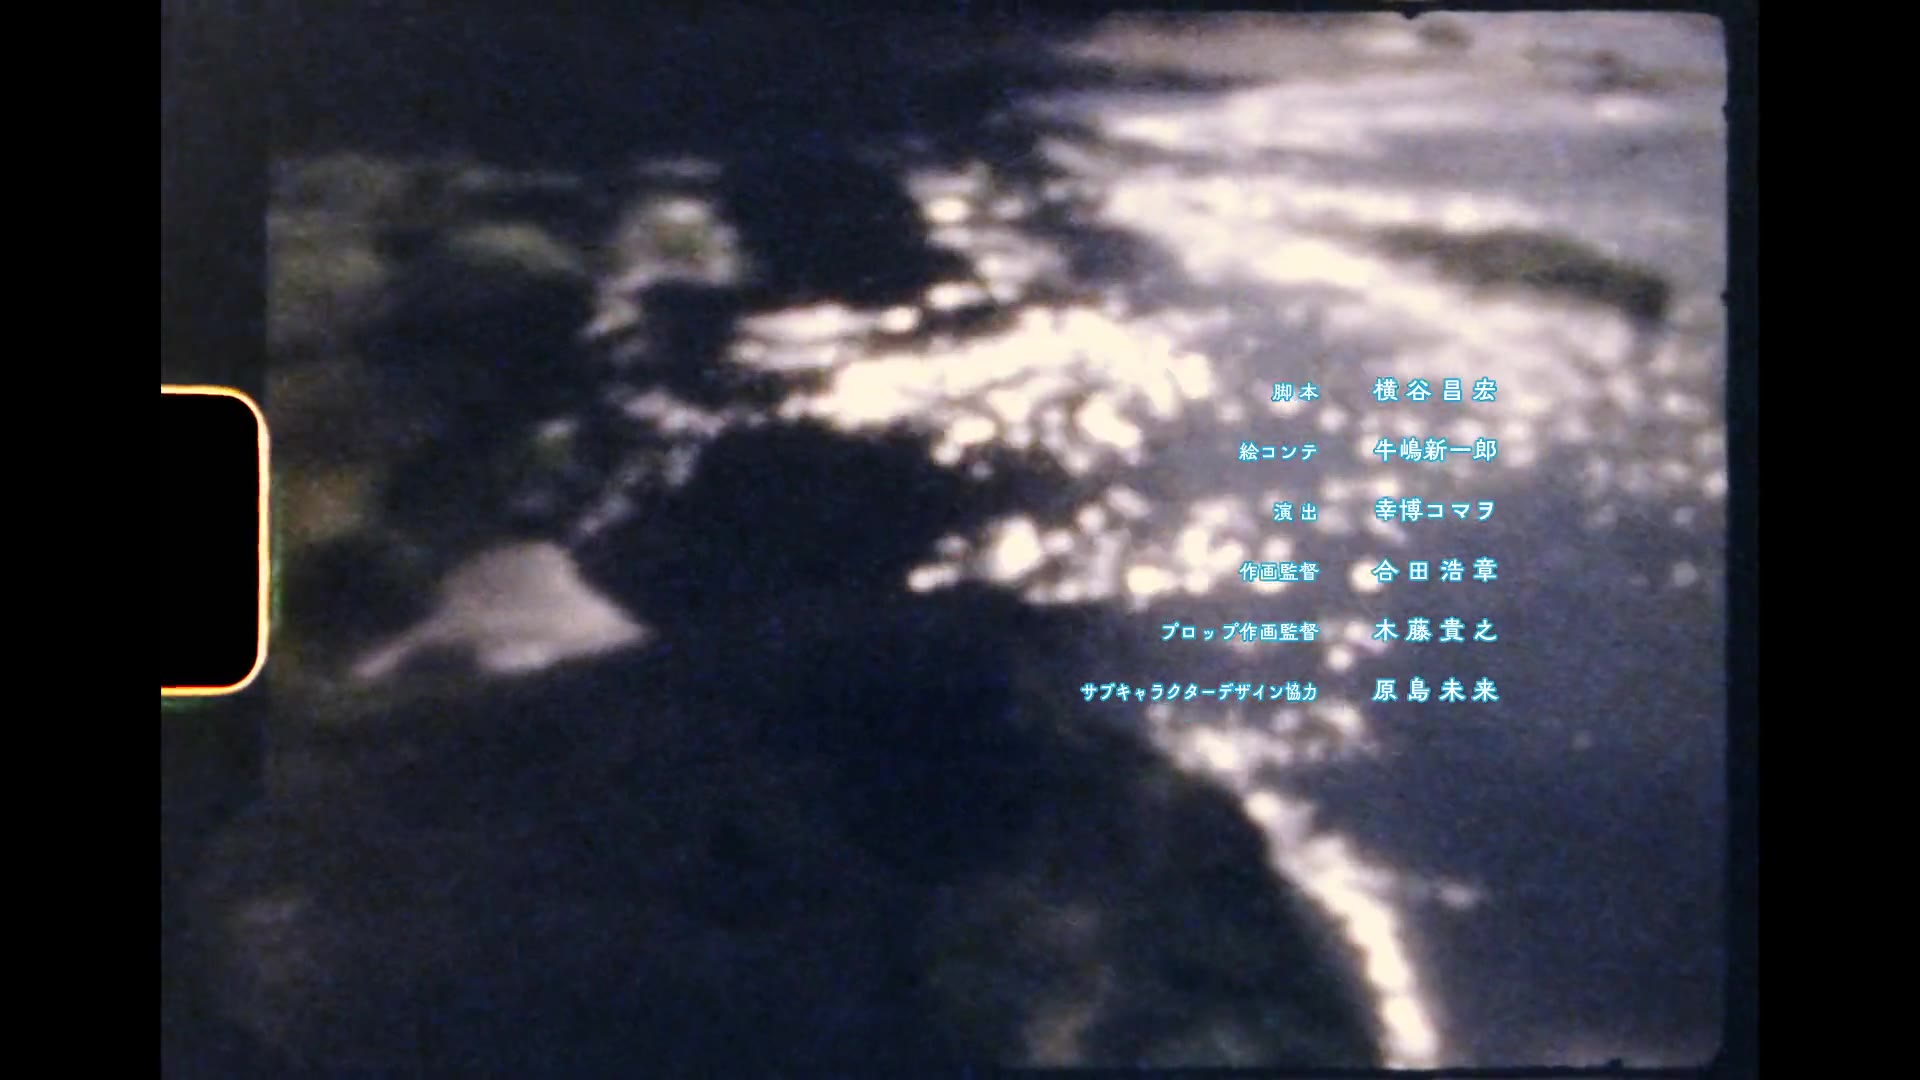 脚本 横谷昌宏
絵コンテ 牛嶋新一郎
演出 幸博コマヲ
作画監督 合田浩章
プロップ作画監督 木藤貴之
サブキャラクターデザイン協力 原島未来